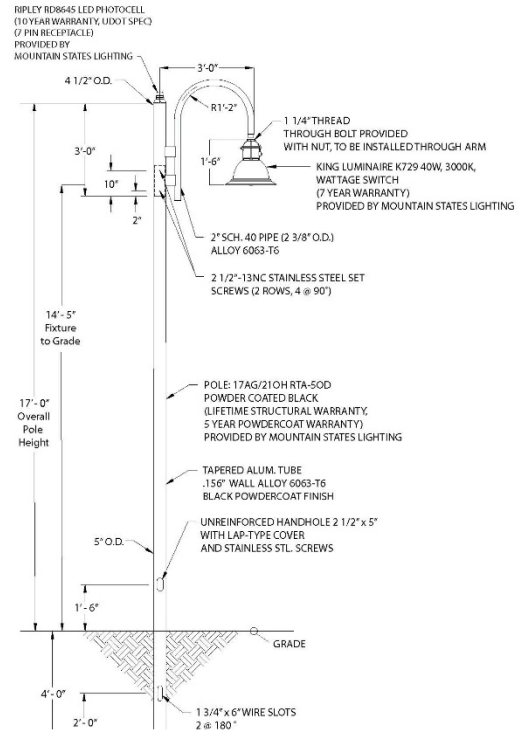 RIPLEY RD8645 LED PHOTOCELL
(10 YEAR WARRANTY, UDOT SPEC)
(7 PIN RECEPTACLE)
PROVIDED BY
MOUNTAIN STATES LIGHTING
4 1/2" O.D.
3'-0"
R1'-2"
1 1/4" THREAD
THROUGH BOLT PROVIDED
WITH NUT, TO BE INSTALLED THROUGH ARM
3'-0"
1'-6"
KING LUMINAIRE K729 40W, 3000K,
WATTAGE SWITCH
(7 YEAR WARRANTY)
PROVIDED BY MOUNTAIN STATES LIGHTING
10"
2"
2" SCH. 40 PIPE (2 3/8" O.D.)
ALLOY 6063-T6
2 1/2"-13NC STAINLESS STEEL SET
SCREWS (2 ROWS, 4 @ 90°)
14'- 5"
Fixture
to Grade
17'- 0"
Overall
Pole
Height
POLE: 17AG/21OH RTA-5OD
POWDER COATED BLACK
(LIFETIME STRUCTURAL WARRANTY,
5 YEAR POWDERCOAT WARRANTY)
PROVIDED BY MOUNTAIN STATES LIGHTING
TAPERED ALUM. TUBE
.156" WALL ALLOY 6063-T6
BLACK POWDERCOAT FINISH
UNREINFORCED HANDHOLE 2 1/2" x 5"
WITH LAP-TYPE COVER
AND STAINLESS STL. SCREWS
5" O.D.
1'- 6"
GRADE
4'- 0"
2'- 0"
1 3/4" x 6" WIRE SLOTS
2 @ 180°